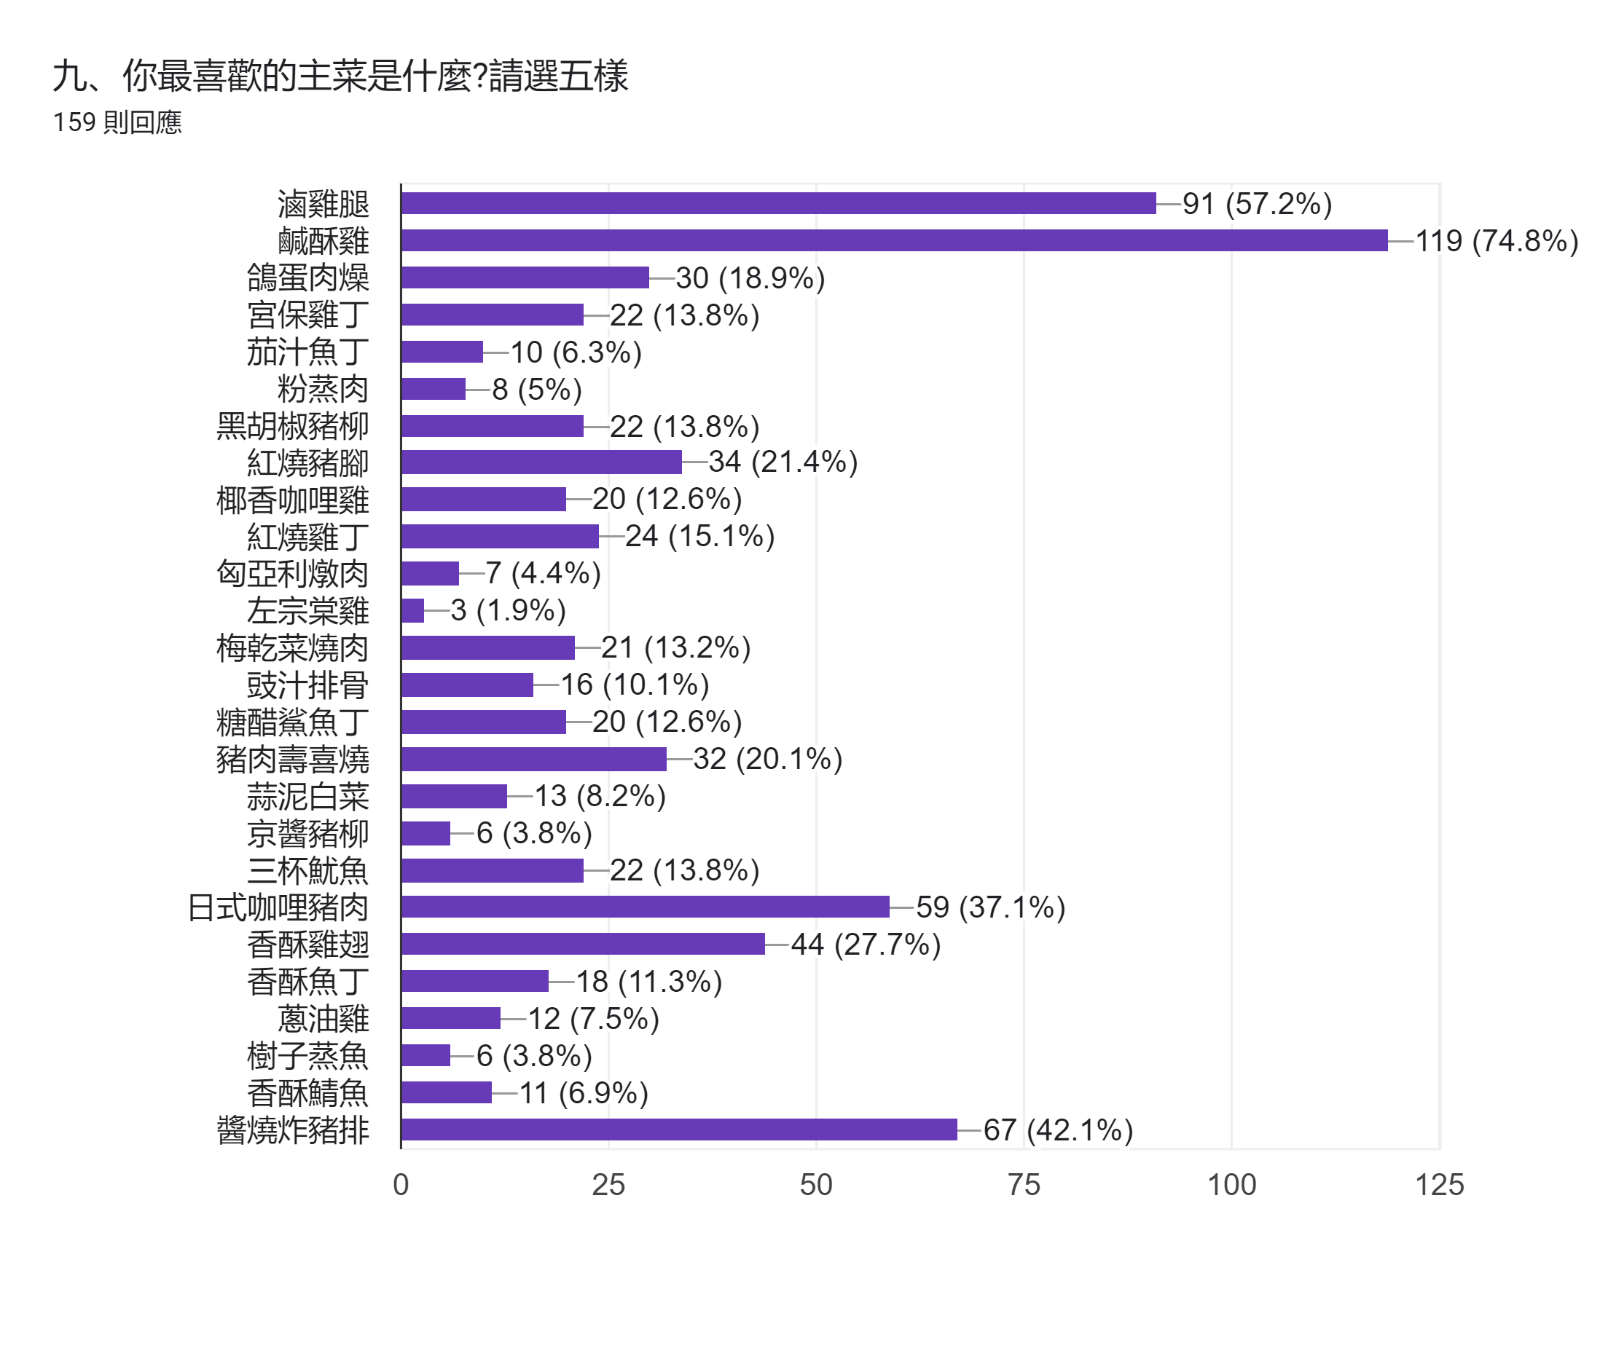 九、你最喜歡的主菜是什麼?請選五樣
159 則回應
滷雞腿 91 (57.2%)
鹹酥雞 119 (74.8%)
鴿蛋肉燥 30 (18.9%)
宮保雞丁 22 (13.8%)
茄汁魚丁 10 (6.3%)
粉蒸肉 8 (5%)
黑胡椒豬柳 22 (13.8%)
紅燒豬腳 34 (21.4%)
椰香咖哩雞 20 (12.6%)
紅燒雞丁 24 (15.1%)
匈亞利燉肉 7 (4.4%)
左宗棠雞 3 (1.9%)
梅乾菜燒肉 21 (13.2%)
豉汁排骨 16 (10.1%)
糖醋鯊魚丁 20 (12.6%)
豬肉壽喜燒 32 (20.1%)
蒜泥白菜 13 (8.2%)
京醬豬柳 6 (3.8%)
三杯魷魚 22 (13.8%)
日式咖哩豬肉 59 (37.1%)
香酥雞翅 44 (27.7%)
香酥魚丁 18 (11.3%)
蔥油雞 12 (7.5%)
樹子蒸魚 6 (3.8%)
香酥鯖魚 11 (6.9%)
醬燒炸豬排 67 (42.1%)
0 25 50 75 100 125